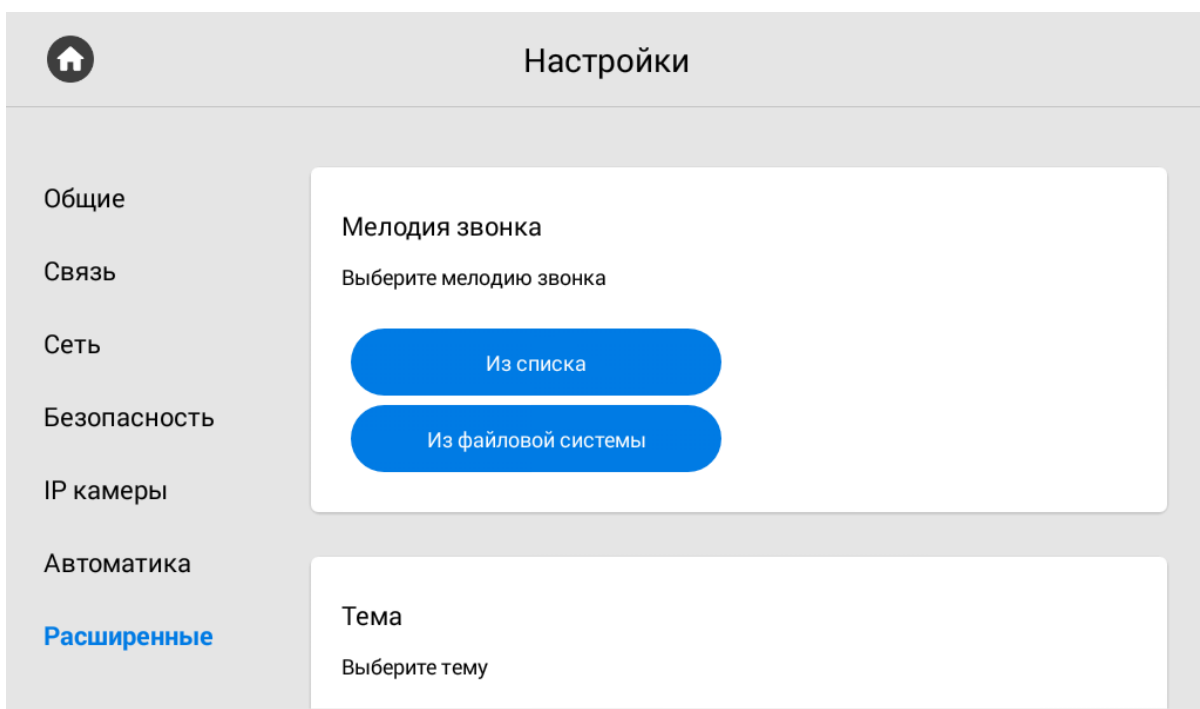 Настройки
Общие
Связь
Сеть
Безопасность
IP камеры
Автоматика
Расширенные
Мелодия звонка
Выберите мелодию звонка
Из списка
Из файловой системы
Тема
Выберите тему